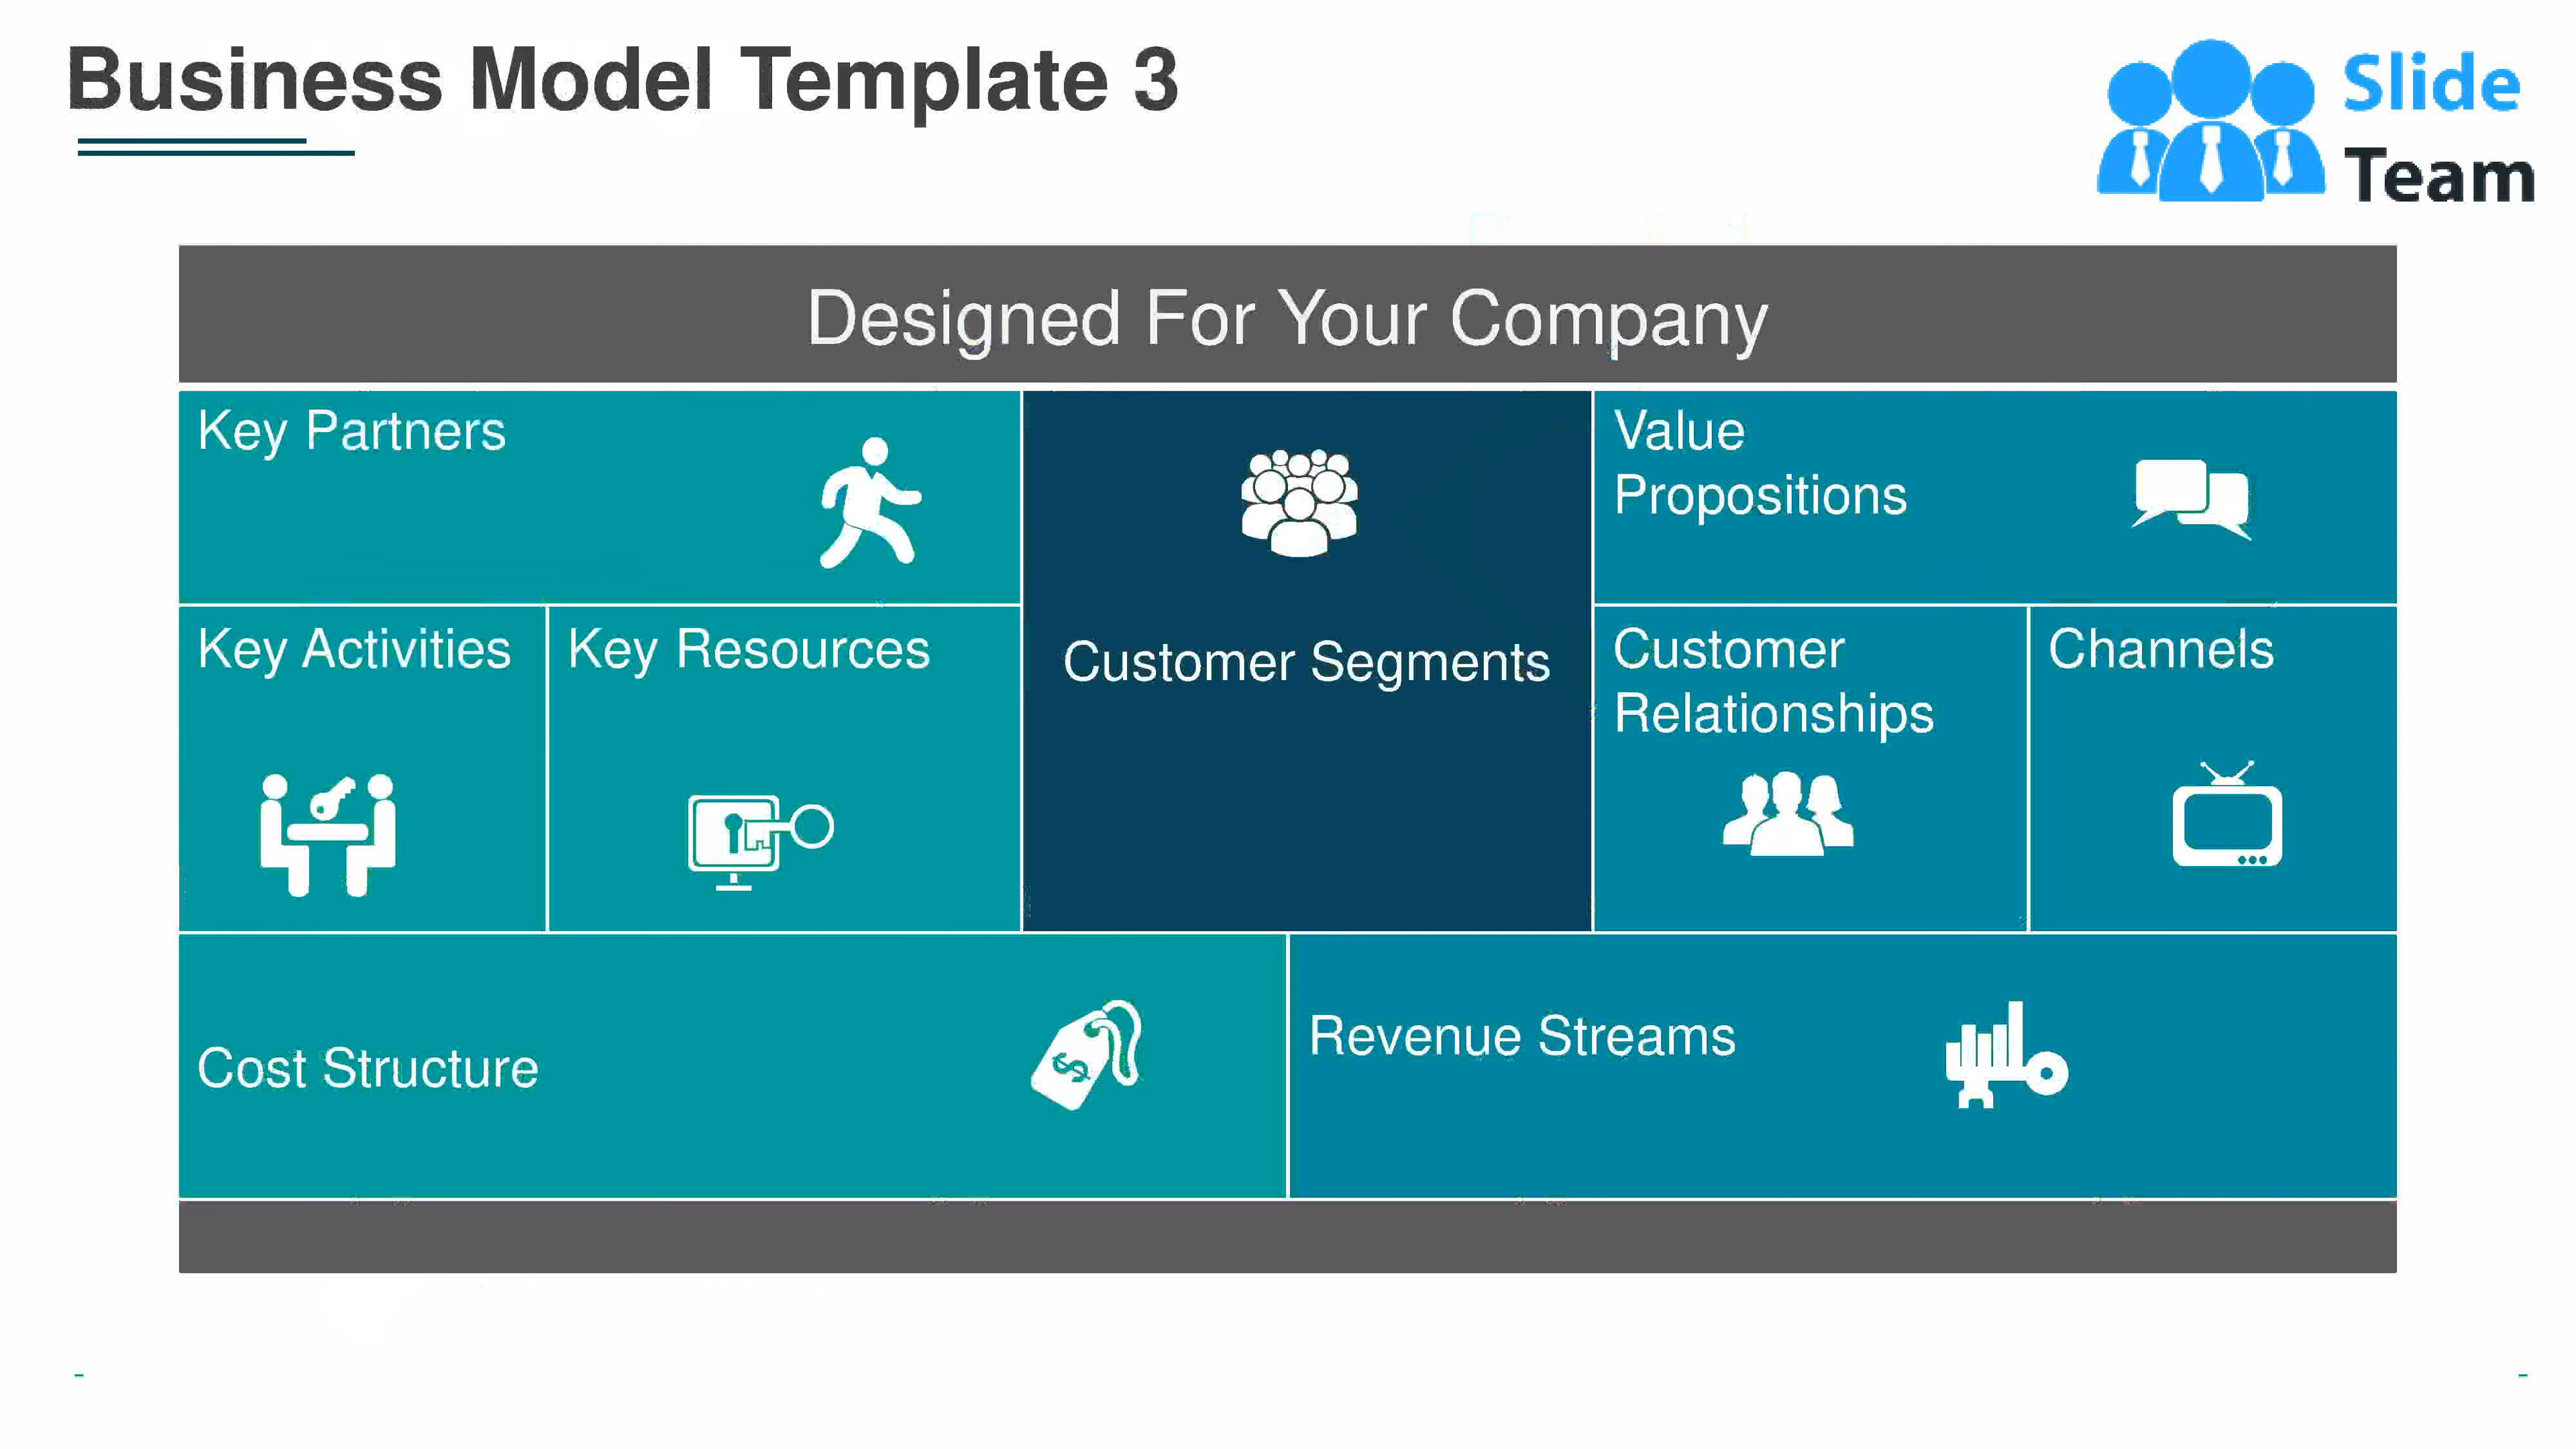 Business Model Template 3
Slide
Team
Designed For Your Company
Key Partners
Customer Segments
Value
Propositions
Key Activities
Key Resources
Customer
Relationships
Channels
$
Cost Structure
Revenue Streams